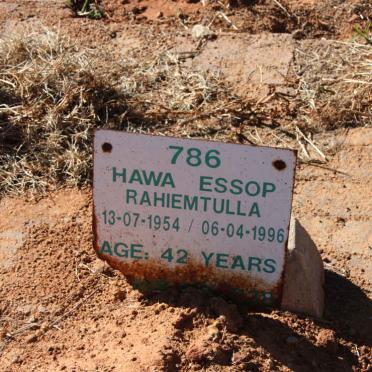 786
HAWA ESSOP
RAHIEMTULLA
13-07-1954 / 06-04-1996
AGE: 42 YEARS